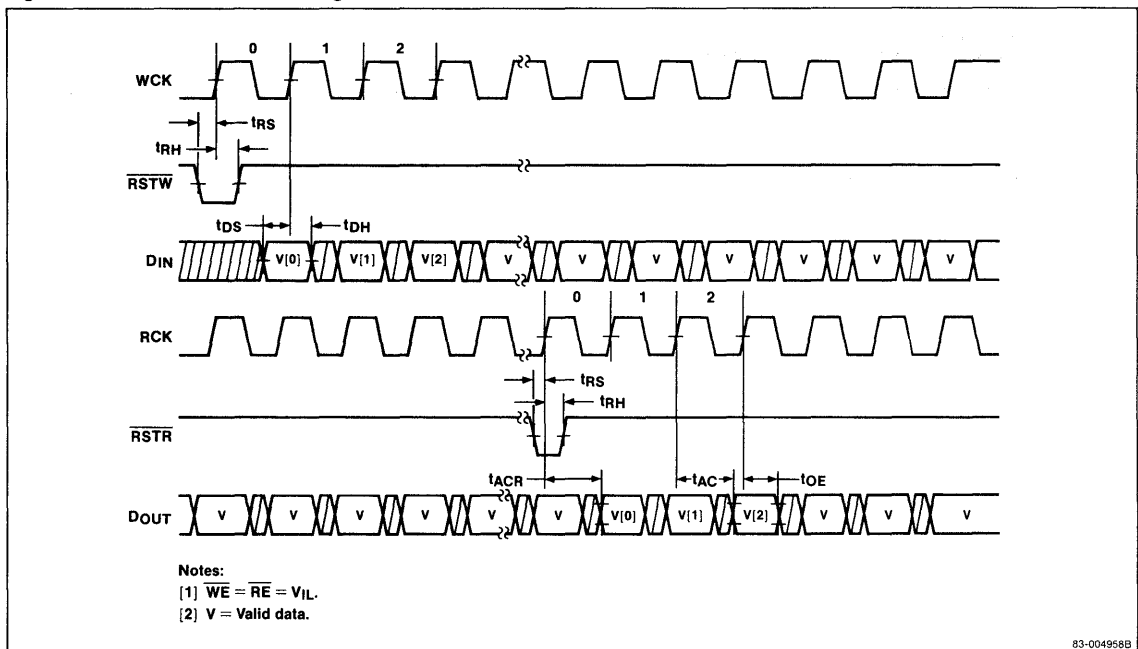 0 1 2
WCK
tRS
tRH
RSTW
tDS tDH
DIN V[0] V[1] V[2] V V V V V V V
0 1 2
RCK
tRS
tRH
RSTR
tACR tAC tOE
DOUT V V V V V V V[0] V[1] V[2] V V V
Notes:
[1] WE = RE = VIL.
[2] V = Valid data.
83-004958B